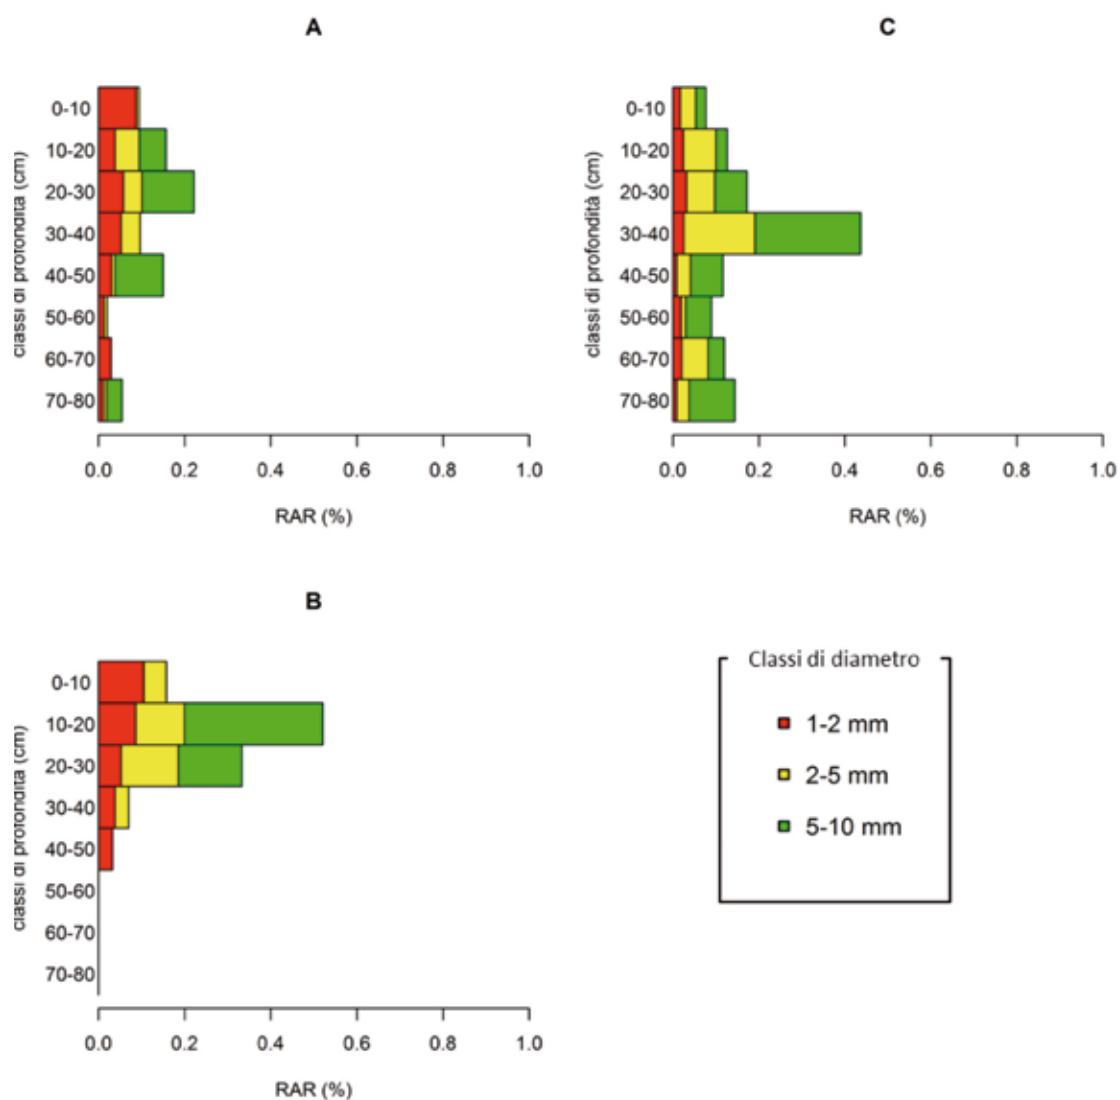 A
classi di profondità (cm)
0-10
10-20
20-30
30-40
40-50
50-60
60-70
70-80
0.0 0.2 0.4 0.6 0.8 1.0
RAR (%)
C
classi di profondità (cm)
0-10
10-20
20-30
30-40
40-50
50-60
60-70
70-80
0.0 0.2 0.4 0.6 0.8 1.0
RAR (%)
B
classi di profondità (cm)
0-10
10-20
20-30
30-40
40-50
50-60
60-70
70-80
0.0 0.2 0.4 0.6 0.8 1.0
RAR (%)
Classi di diametro
1-2 mm
2-5 mm
5-10 mm